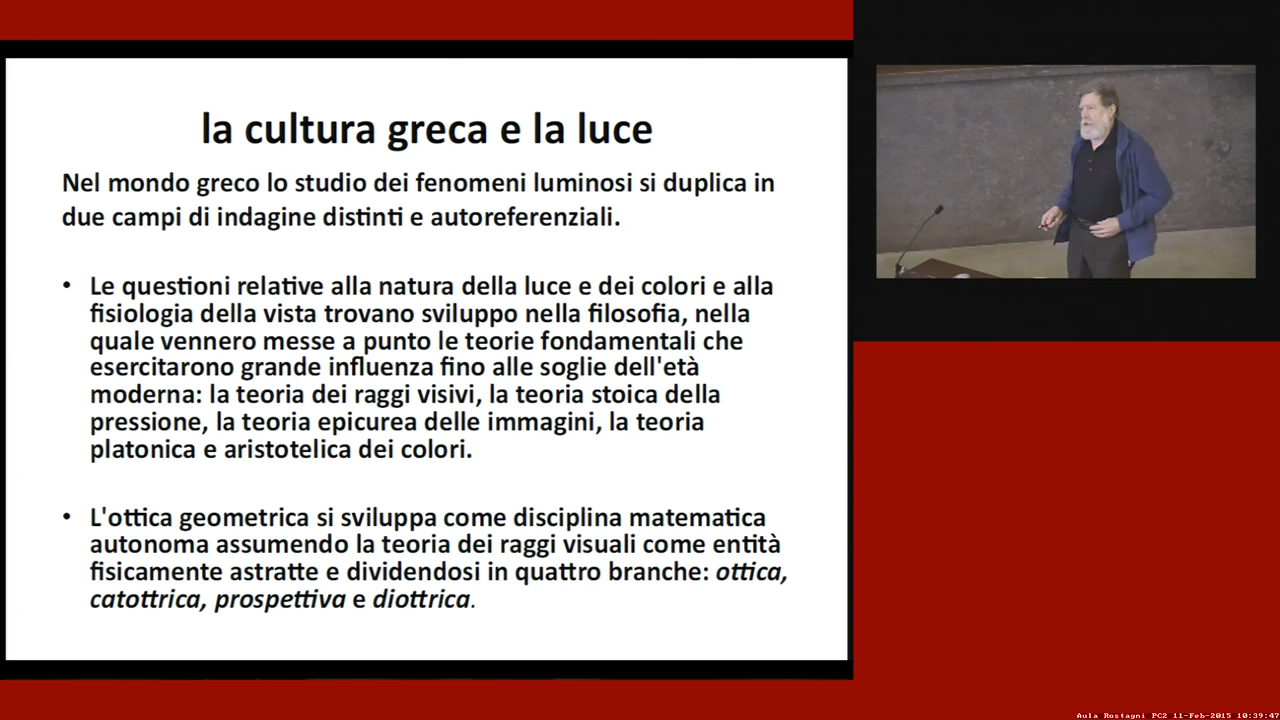 la cultura greca e la luce
Nel mondo greco lo studio dei fenomeni luminosi si duplica in
due campi di indagine distinti e autoreferenziali.
• Le questioni relative alla natura della luce e dei colori e alla
fisiologia della vista trovano sviluppo nella filosofia, nella
quale vennero messe a punto le teorie fondamentali che
esercitarono grande influenza fino alle soglie dell'età
moderna: la teoria dei raggi visivi, la teoria stoica della
pressione, la teoria epicurea delle immagini, la teoria
platonica e aristotelica dei colori.
• L'ottica geometrica si sviluppa come disciplina matematica
autonoma assumendo la teoria dei raggi visuali come entità
fisicamente astratte e dividendosi in quattro branche: ottica,
catottrica, prospettiva e diottrica.
Aula Rostagni PC2 11-Feb-2015 10:39:47